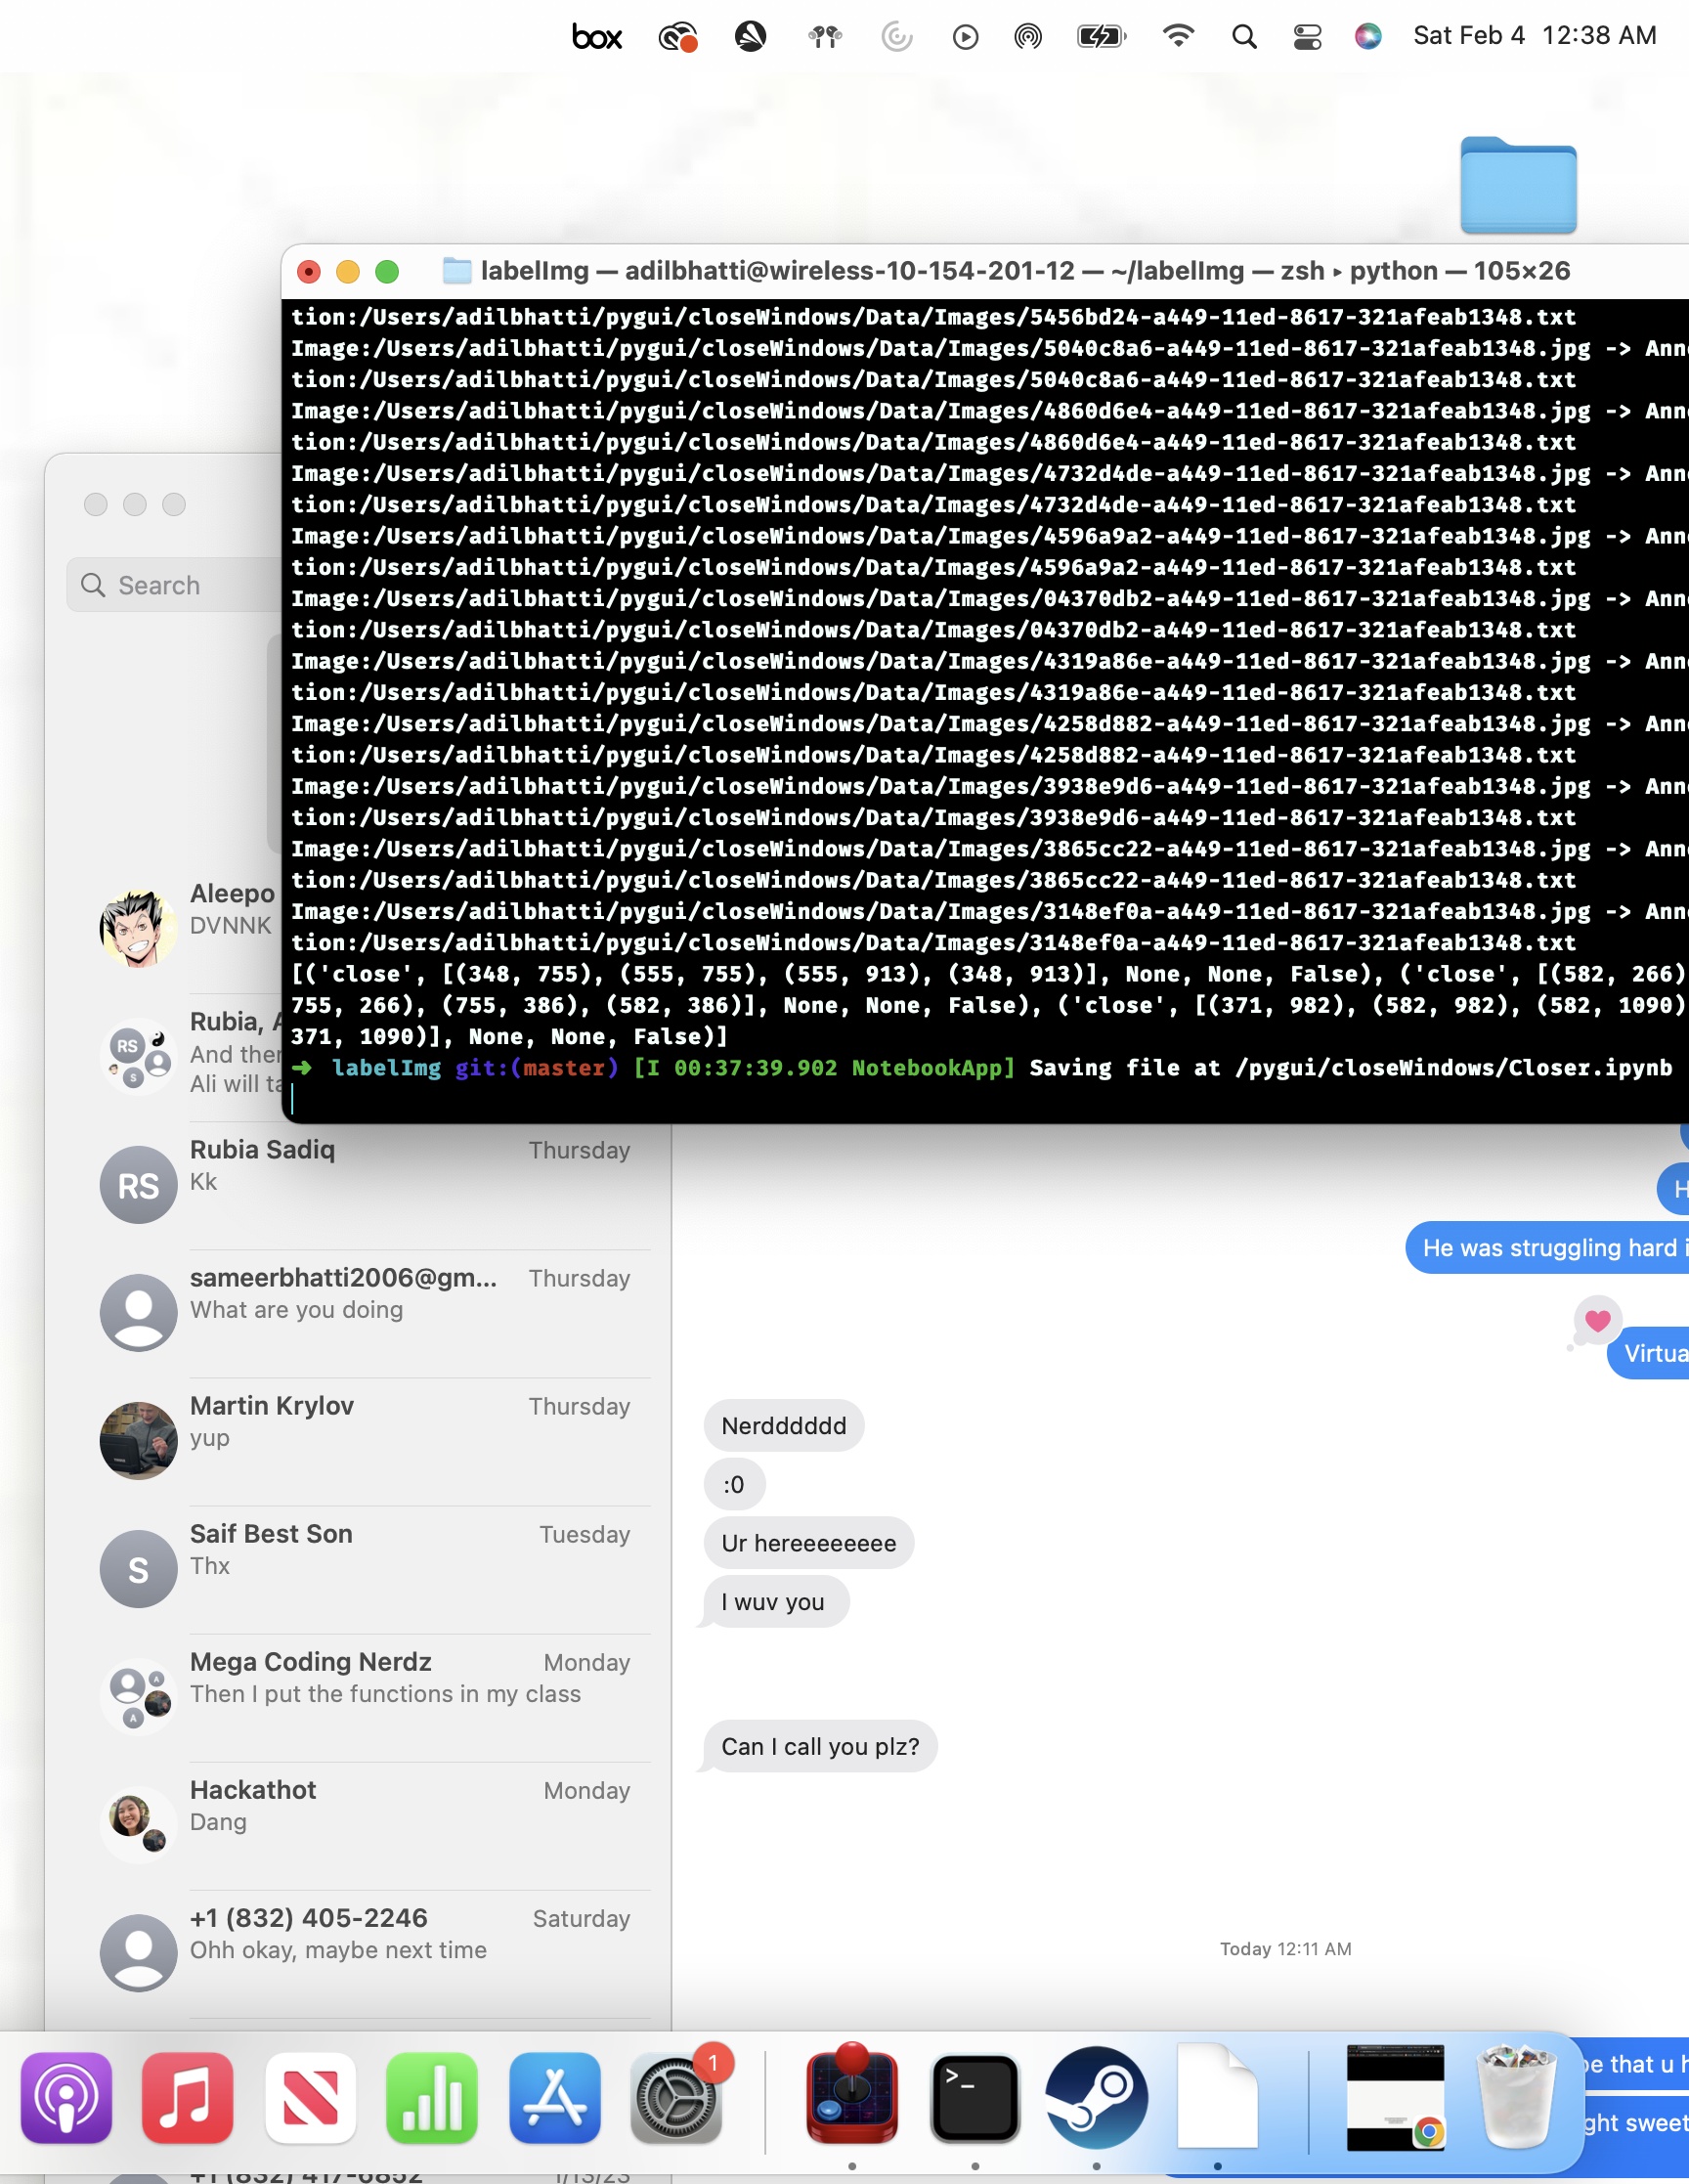 box Sat Feb 4 12:38 AM
labelImg — adilbhatti@wireless-10-154-201-12 — ~/labelImg — zsh ▸ python — 105×26
tion:/Users/adilbhatti/pygui/closeWindows/Data/Images/5456bd24-a449-11ed-8617-321afeab1348.txt
Image:/Users/adilbhatti/pygui/closeWindows/Data/Images/5040c8a6-a449-11ed-8617-321afeab1348.jpg -> Ann
tion:/Users/adilbhatti/pygui/closeWindows/Data/Images/5040c8a6-a449-11ed-8617-321afeab1348.txt
Image:/Users/adilbhatti/pygui/closeWindows/Data/Images/4860d6e4-a449-11ed-8617-321afeab1348.jpg -> Ann
tion:/Users/adilbhatti/pygui/closeWindows/Data/Images/4860d6e4-a449-11ed-8617-321afeab1348.txt
Image:/Users/adilbhatti/pygui/closeWindows/Data/Images/4732d4de-a449-11ed-8617-321afeab1348.jpg -> Ann
tion:/Users/adilbhatti/pygui/closeWindows/Data/Images/4732d4de-a449-11ed-8617-321afeab1348.txt
Image:/Users/adilbhatti/pygui/closeWindows/Data/Images/4596a9a2-a449-11ed-8617-321afeab1348.jpg -> Ann
tion:/Users/adilbhatti/pygui/closeWindows/Data/Images/4596a9a2-a449-11ed-8617-321afeab1348.txt
Image:/Users/adilbhatti/pygui/closeWindows/Data/Images/04370db2-a449-11ed-8617-321afeab1348.jpg -> Ann
tion:/Users/adilbhatti/pygui/closeWindows/Data/Images/04370db2-a449-11ed-8617-321afeab1348.txt
Image:/Users/adilbhatti/pygui/closeWindows/Data/Images/4319a86e-a449-11ed-8617-321afeab1348.jpg -> Ann
tion:/Users/adilbhatti/pygui/closeWindows/Data/Images/4319a86e-a449-11ed-8617-321afeab1348.txt
Image:/Users/adilbhatti/pygui/closeWindows/Data/Images/4258d882-a449-11ed-8617-321afeab1348.jpg -> Ann
tion:/Users/adilbhatti/pygui/closeWindows/Data/Images/4258d882-a449-11ed-8617-321afeab1348.txt
Image:/Users/adilbhatti/pygui/closeWindows/Data/Images/3938e9d6-a449-11ed-8617-321afeab1348.jpg -> Ann
tion:/Users/adilbhatti/pygui/closeWindows/Data/Images/3938e9d6-a449-11ed-8617-321afeab1348.txt
Image:/Users/adilbhatti/pygui/closeWindows/Data/Images/3865cc22-a449-11ed-8617-321afeab1348.jpg -> Ann
tion:/Users/adilbhatti/pygui/closeWindows/Data/Images/3865cc22-a449-11ed-8617-321afeab1348.txt
Image:/Users/adilbhatti/pygui/closeWindows/Data/Images/3148ef0a-a449-11ed-8617-321afeab1348.jpg -> Ann
tion:/Users/adilbhatti/pygui/closeWindows/Data/Images/3148ef0a-a449-11ed-8617-321afeab1348.txt
[('close', [(348, 755), (555, 755), (555, 913), (348, 913)], None, None, False), ('close', [(582, 266)
755, 266), (755, 386), (582, 386)], None, None, False), ('close', [(371, 982), (582, 982), (582, 1090)
371, 1090)], None, None, False)]
➜ labelImg git:(master) [I 00:37:39.902 NotebookApp] Saving file at /pygui/closeWindows/Closer.ipynb
Search
Aleepo
DVNNK
Rubia, A
And the
Ali will ta
Rubia Sadiq Thursday
Kk
sameerbhatti2006@gm... Thursday
What are you doing
Martin Krylov Thursday
yup
Saif Best Son Tuesday
Thx
Mega Coding Nerdz Monday
Then I put the functions in my class
Hackathot Monday
Dang
+1 (832) 405-2246 Saturday
Ohh okay, maybe next time
+1 (832) 417-6852 1/13/23
RS
RS
S
S
A
A
H
He was struggling hard i
Virtua
Nerdddddd
:0
Ur hereeeeeeee
I wuv you
Can I call you plz?
Today 12:11 AM
be that u h
ght sweet
1
>_